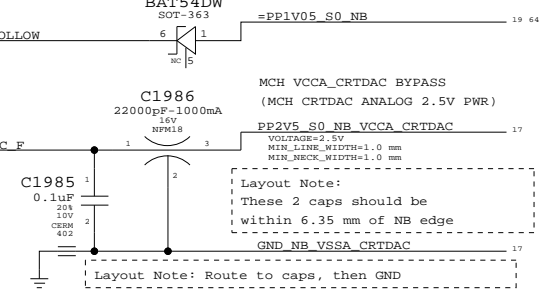 BAT54DW
SOT-363
=PP1V05_S0_NB
19 64
OLLOW
6
1
NC
5
MCH VCCA_CRTDAC BYPASS
C1986
(MCH CRTDAC ANALOG 2.5V PWR)
22000pF-1000mA
16V
NFM18
PP2V5_S0_NB_VCCA_CRTDAC
17
VOLTAGE=2.5V
MIN_LINE_WIDTH=1.0 mm
MIN_NECK_WIDTH=1.0 mm
C_F
1
3
2
C1985
1
0.1uF
20%
10V
CERM
402
2
Layout Note:
These 2 caps should be
within 6.35 mm of NB edge
GND_NB_VSSA_CRTDAC
17
Layout Note: Route to caps, then GND